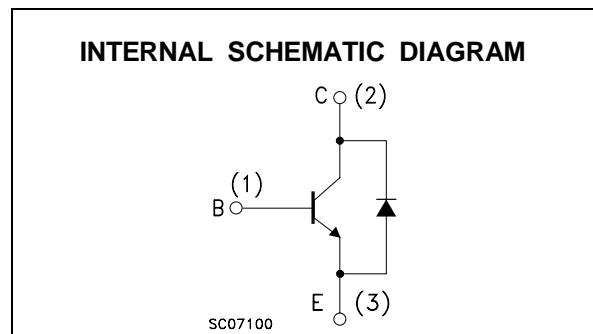 INTERNAL SCHEMATIC DIAGRAM
C (2)
(1)
B
E (3)
SC07100